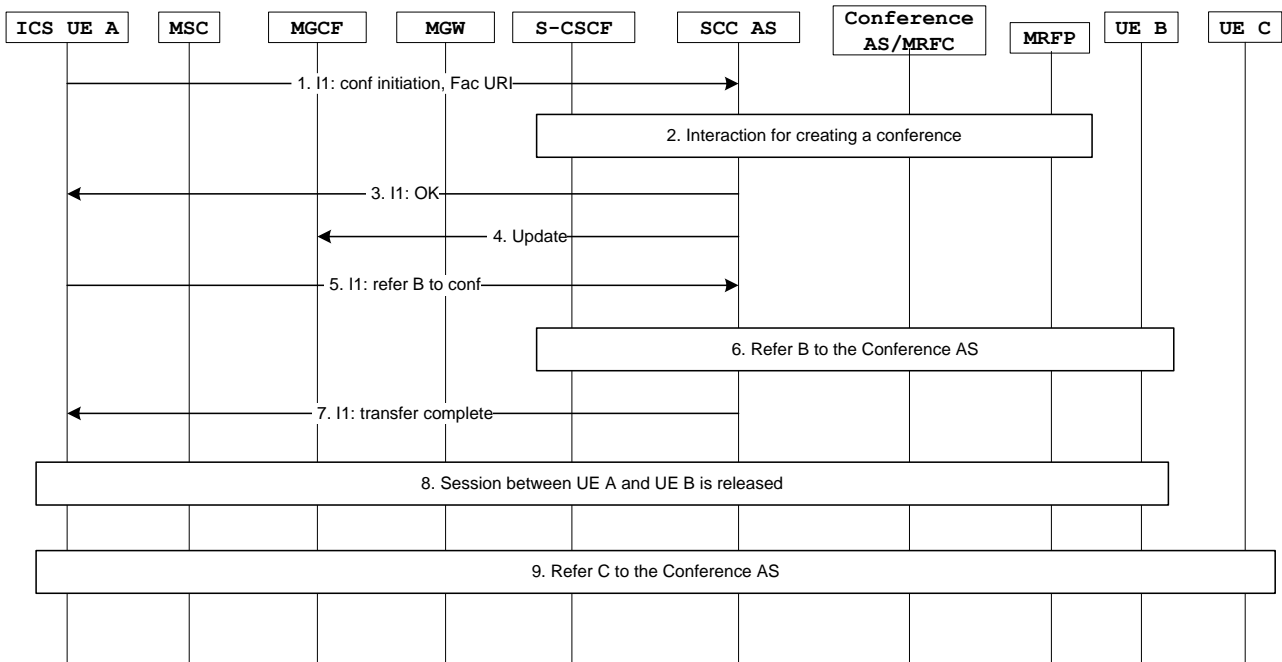 ICS UE A MSC MGCF MGW S-CSCF SCC AS Conference AS/MRFC MRFP UE B UE C
1. I1: conf initiation, Fac URI
2. Interaction for creating a conference
3. I1: OK
4. Update
5. I1: refer B to conf
6. Refer B to the Conference AS
7. I1: transfer complete
8. Session between UE A and UE B is released
9. Refer C to the Conference AS